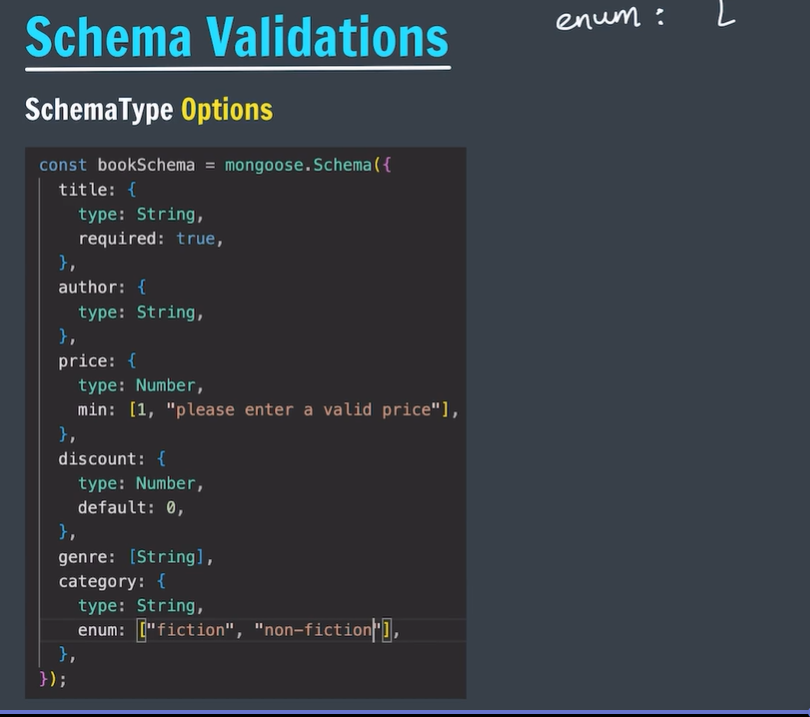 Schema Validations
enum : [
SchemaType Options
const bookSchema = mongoose.Schema({
  title: {
    type: String,
    required: true,
  },
  author: {
    type: String,
  },
  price: {
    type: Number,
    min: [1, "please enter a valid price"],
  },
  discount: {
    type: Number,
    default: 0,
  },
  genre: [String],
  category: {
    type: String,
    enum: ["fiction", "non-fiction"],
  },
});